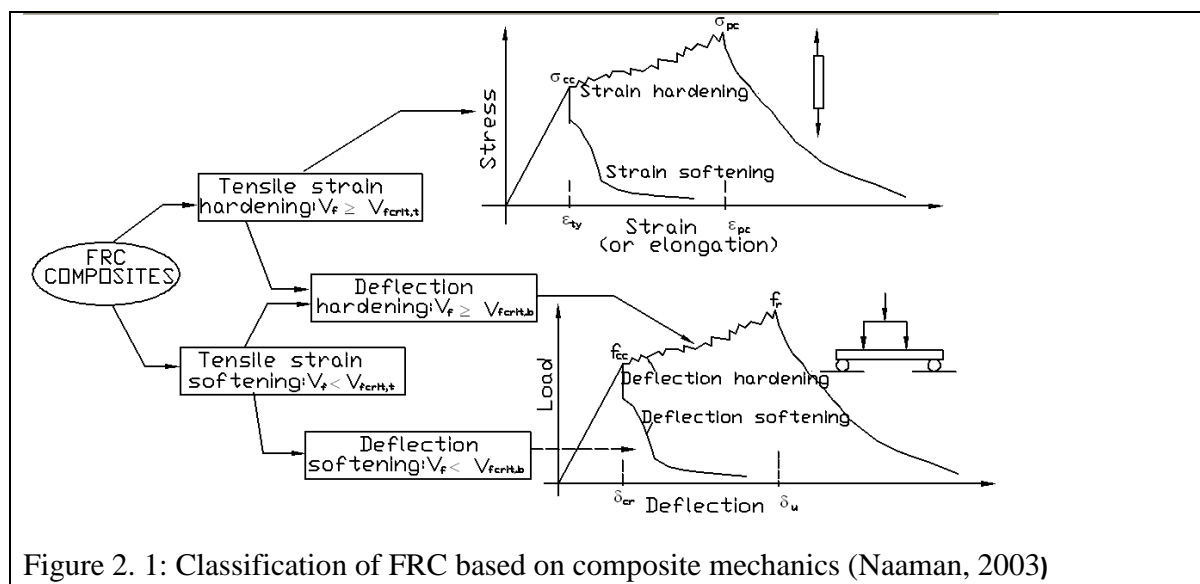 σpc
σcc
Strain hardening
Stress
Strain softening
Tensile strain
hardening:Vf ≥ Vfcrit,t
εty
Strain
εpc
(or elongation)
FRC
COMPOSITES
Deflection
hardening:Vf ≥ Vfcrit,b
fr
fcc
Tensile strain
softening:Vf < Vfcrit,t
Deflection hardening
Load
Deflection softening
Deflection
softening:Vf < Vfcrit,b
δcr
Deflection
δu
Figure 2. 1: Classification of FRC based on composite mechanics (Naaman, 2003)